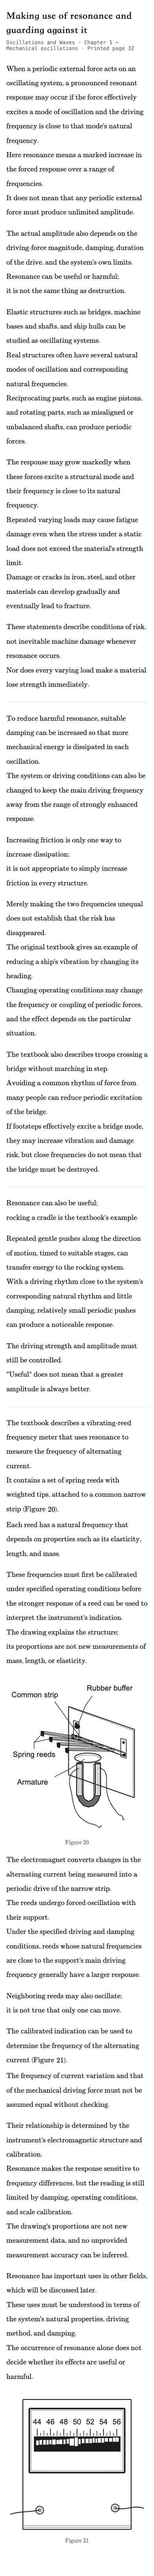 Making use of resonance and
guarding against it
Oscillations and Waves · Chapter 1 —
Mechanical oscillations · Printed page 32
When a periodic external force acts on an
oscillating system, a pronounced resonant
response may occur if the force effectively
excites a mode of oscillation and the driving
frequency is close to that mode's natural
frequency.
Here resonance means a marked increase in
the forced response over a range of
frequencies.
It does not mean that any periodic external
force must produce unlimited amplitude.
The actual amplitude also depends on the
driving-force magnitude, damping, duration
of the drive, and the system's own limits.
Resonance can be useful or harmful;
it is not the same thing as destruction.
Elastic structures such as bridges, machine
bases and shafts, and ship hulls can be
studied as oscillating systems.
Real structures often have several natural
modes of oscillation and corresponding
natural frequencies.
Reciprocating parts, such as engine pistons,
and rotating parts, such as misaligned or
unbalanced shafts, can produce periodic
forces.
The response may grow markedly when
these forces excite a structural mode and
their frequency is close to its natural
frequency.
Repeated varying loads may cause fatigue
damage even when the stress under a static
load does not exceed the material's strength
limit.
Damage or cracks in iron, steel, and other
materials can develop gradually and
eventually lead to fracture.
These statements describe conditions of risk,
not inevitable machine damage whenever
resonance occurs.
Nor does every varying load make a material
lose strength immediately.
To reduce harmful resonance, suitable
damping can be increased so that more
mechanical energy is dissipated in each
oscillation.
The system or driving conditions can also be
changed to keep the main driving frequency
away from the range of strongly enhanced
response.
Increasing friction is only one way to
increase dissipation;
it is not appropriate to simply increase
friction in every structure.
Merely making the two frequencies unequal
does not establish that the risk has
disappeared.
The original textbook gives an example of
reducing a ship's vibration by changing its
heading.
Changing operating conditions may change
the frequency or coupling of periodic forces,
and the effect depends on the particular
situation.
The textbook also describes troops crossing a
bridge without marching in step.
Avoiding a common rhythm of force from
many people can reduce periodic excitation
of the bridge.
If footsteps effectively excite a bridge mode,
they may increase vibration and damage
risk, but close frequencies do not mean that
the bridge must be destroyed.
Resonance can also be useful;
rocking a cradle is the textbook's example.
Repeated gentle pushes along the direction
of motion, timed to suitable stages, can
transfer energy to the rocking system.
With a driving rhythm close to the system's
corresponding natural rhythm and little
damping, relatively small periodic pushes
can produce a noticeable response.
The driving strength and amplitude must
still be controlled.
"Useful" does not mean that a greater
amplitude is always better.
The textbook describes a vibrating-reed
frequency meter that uses resonance to
measure the frequency of alternating
current.
It contains a set of spring reeds with
weighted tips, attached to a common narrow
strip (Figure 20).
Each reed has a natural frequency that
depends on properties such as its elasticity,
length, and mass.
These frequencies must first be calibrated
under specified operating conditions before
the stronger response of a reed can be used to
interpret the instrument's indication.
The drawing explains the structure;
its proportions are not new measurements of
mass, length, or elasticity.
Rubber buffer
Common strip
Spring reeds
Armature
Figure 20
The electromagnet converts changes in the
alternating current being measured into a
periodic drive of the narrow strip.
The reeds undergo forced oscillation with
their support.
Under the specified driving and damping
conditions, reeds whose natural frequencies
are close to the support's main driving
frequency generally have a larger response.
Neighboring reeds may also oscillate;
it is not true that only one can move.
The calibrated indication can be used to
determine the frequency of the alternating
current (Figure 21).
The frequency of current variation and that
of the mechanical driving force must not be
assumed equal without checking.
Their relationship is determined by the
instrument's electromagnetic structure and
calibration.
Resonance makes the response sensitive to
frequency differences, but the reading is still
limited by damping, operating conditions,
and scale calibration.
The drawing's proportions are not new
measurement data, and no unprovided
measurement accuracy can be inferred.
Resonance has important uses in other fields,
which will be discussed later.
These uses must be understood in terms of
the system's natural properties, driving
method, and damping.
The occurrence of resonance alone does not
decide whether its effects are useful or
harmful.
44 46 48 50 52 54 56
Figure 21